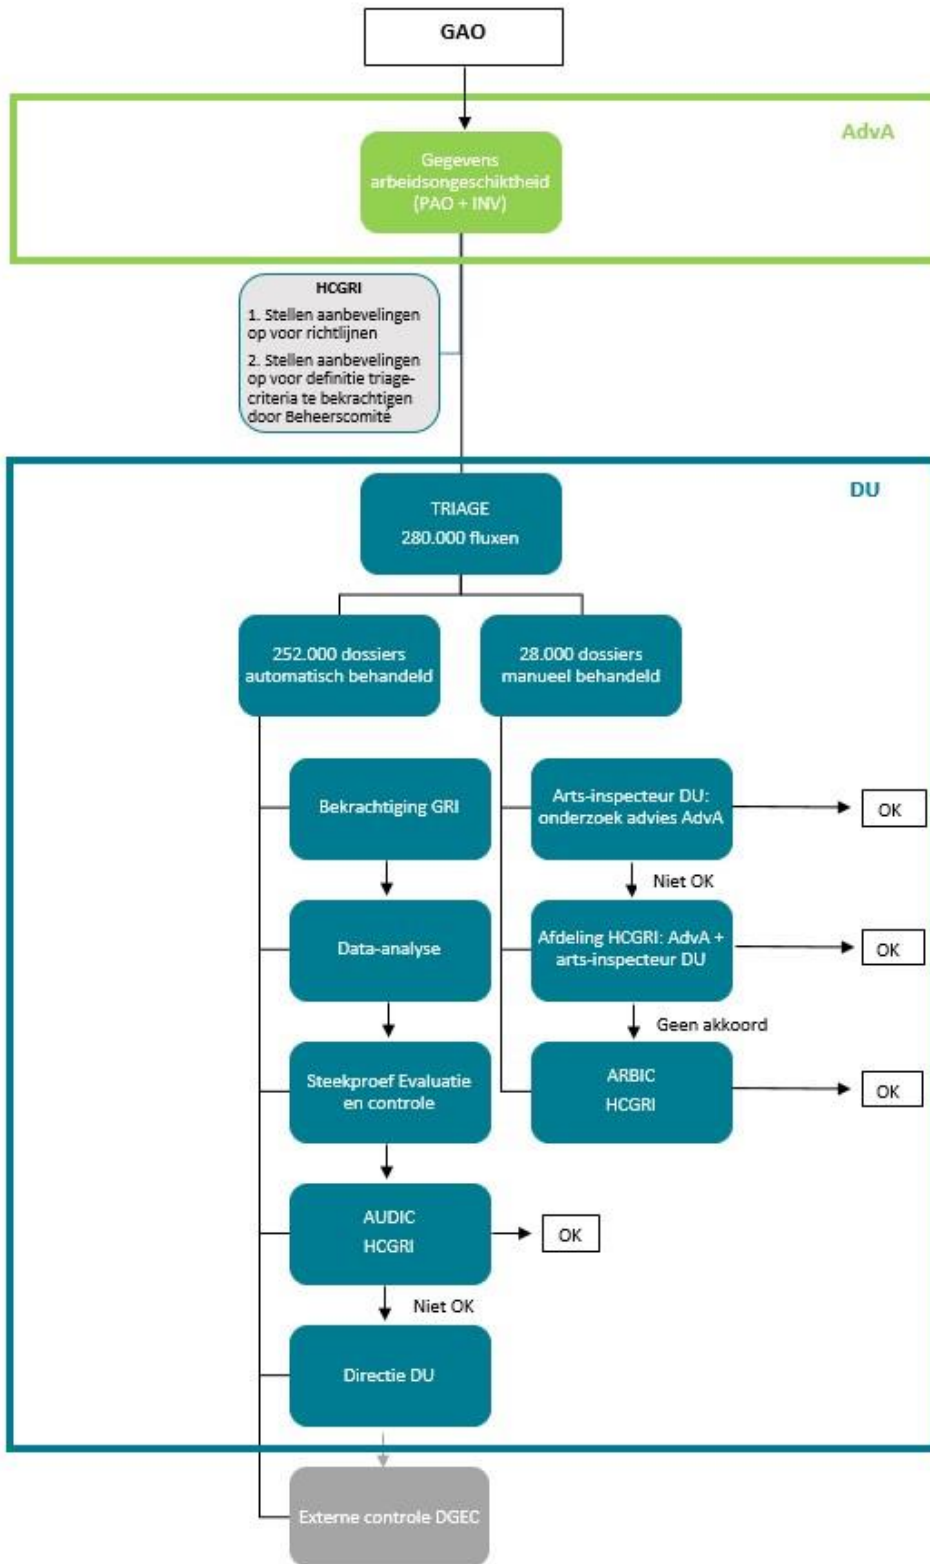 GAO
AdvA
Gegevens
arbeidsongeschiktheid
(PAO + INV)
HCGRI
1. Stellen aanbevelingen
op voor richtlijnen
2. Stellen aanbevelingen
op voor definitie triage-
criteria te bekrachtigen
door Beheerscomité
DU
TRIAGE
280.000 fluxen
252.000 dossiers
automatisch behandeld
28.000 dossiers
manueel behandeld
Bekrachtiging GRI
Arts-inspecteur DU:
onderzoek advies AdvA
OK
Niet OK
Data-analyse
Afdeling HCGRI: AdvA +
arts-inspecteur DU
OK
Geen akkoord
Steekproef Evaluatie
en controle
ARBIC
HCGRI
OK
AUDIC
HCGRI
OK
Niet OK
Directie DU
Externe controle DGEC